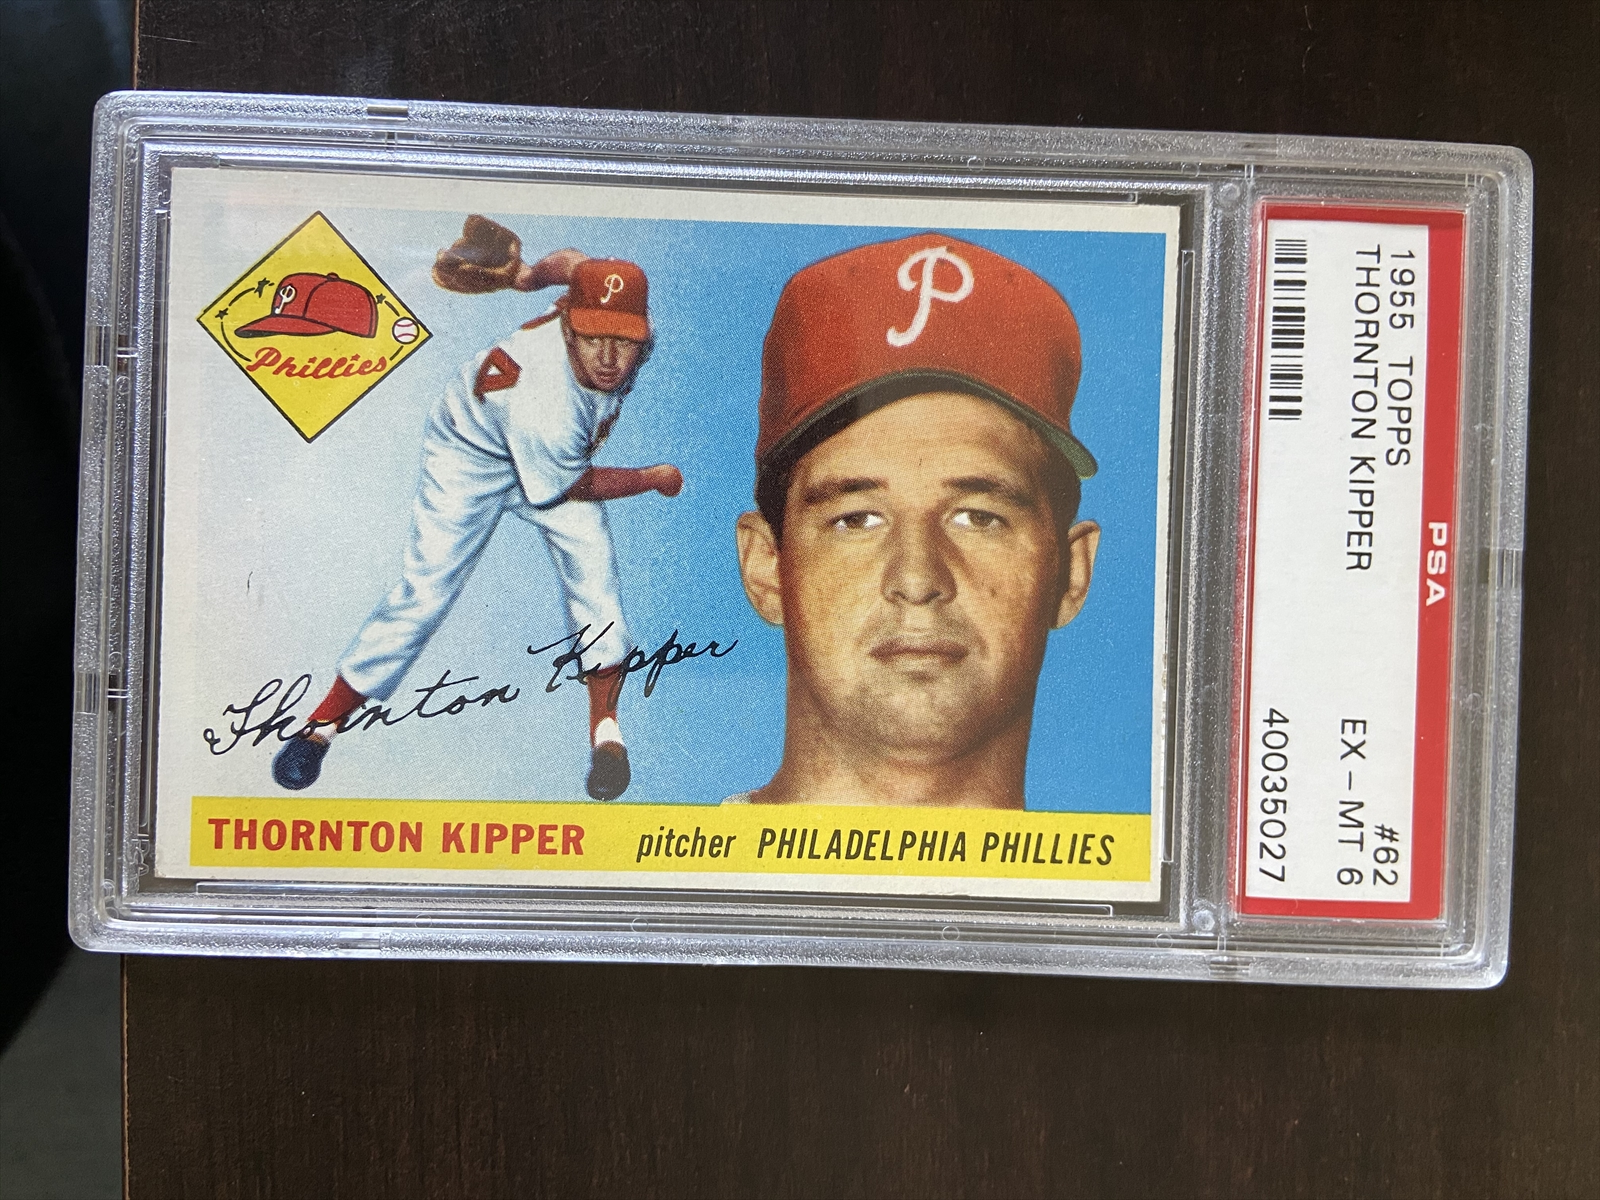 Phillies
Thornton Kipper
THORNTON KIPPER pitcher PHILADELPHIA PHILLIES
PSA
1955 TOPPS #62
THORNTON KIPPER EX - MT 6
40035027